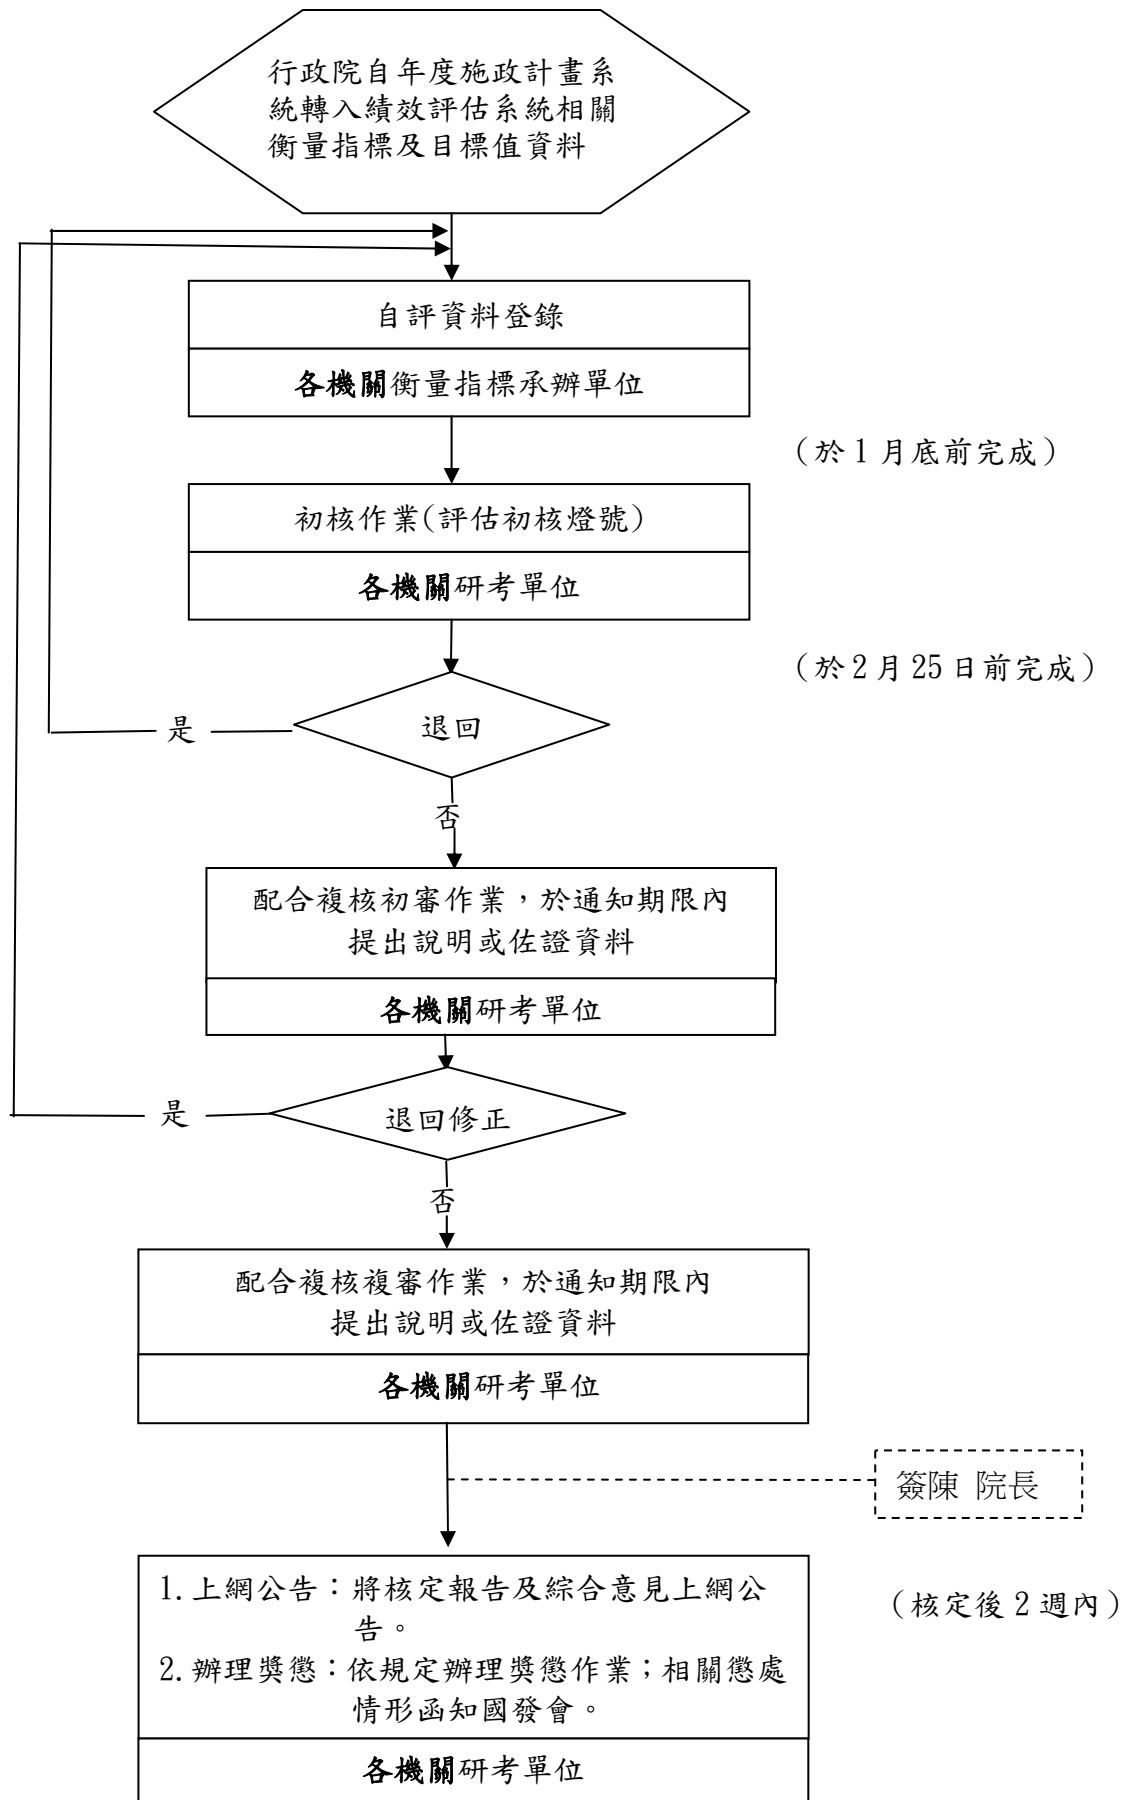 行政院自年度施政計畫系
統轉入績效評估系統相關
衡量指標及目標值資料
自評資料登錄
各機關衡量指標承辦單位
（於1月底前完成）
初核作業(評估初核燈號)
各機關研考單位
（於2月25日前完成）
退回
是
否
配合複核初審作業，於通知期限內
提出說明或佐證資料
各機關研考單位
退回修正
是
否
配合複核複審作業，於通知期限內
提出說明或佐證資料
各機關研考單位
簽陳 院長
1.上網公告：將核定報告及綜合意見上網公
告。
2.辦理獎懲：依規定辦理獎懲作業；相關懲處
情形函知國發會。
（核定後2週內）
各機關研考單位